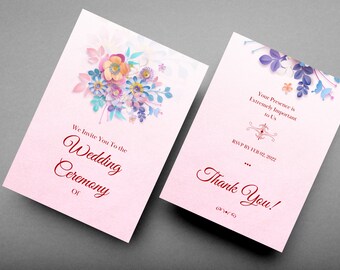 We Invite You To the
Wedding
Ceremony
Of
Your Presence is
Extremely Important
to Us
RSVP BY FEB 02, 2022
Thank You!